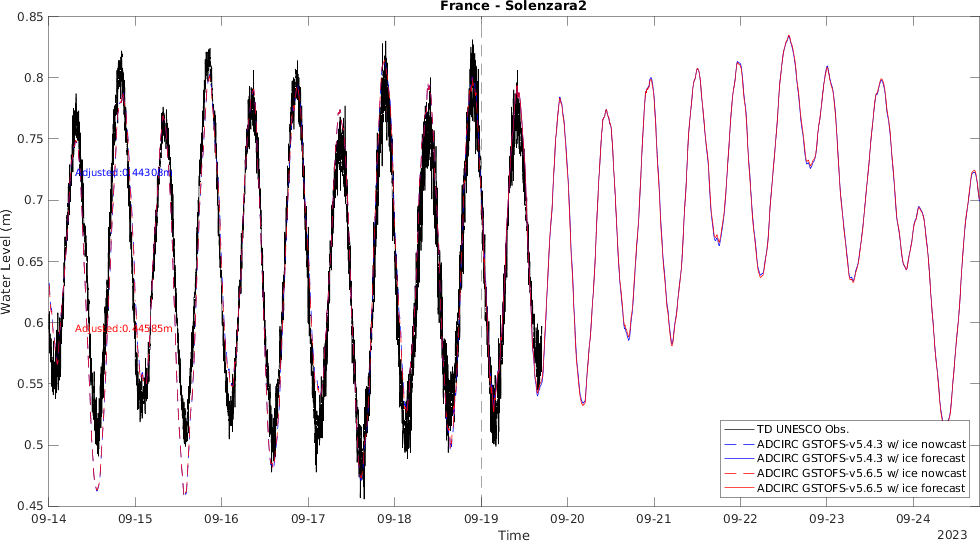 France - Solenzara2
0.85
0.8
0.75
0.7
0.65
0.6
0.55
0.5
0.45
Water Level (m)
Adjusted:0.44308m
Adjusted:0.44585m
TD UNESCO Obs.
ADCIRC GSTOFS-v5.4.3 w/ ice nowcast
ADCIRC GSTOFS-v5.4.3 w/ ice forecast
ADCIRC GSTOFS-v5.6.5 w/ ice nowcast
ADCIRC GSTOFS-v5.6.5 w/ ice forecast
09-14 09-15 09-16 09-17 09-18 09-19 09-20 09-21 09-22 09-23 09-24
Time
2023